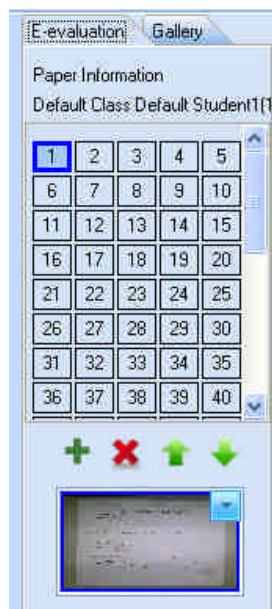 E-evaluation Gallery
Paper Information
Default Class Default Student1(1
1 2 3 4 5
6 7 8 9 10
11 12 13 14 15
16 17 18 19 20
21 22 23 24 25
26 27 28 29 30
31 32 33 34 35
36 37 38 39 40